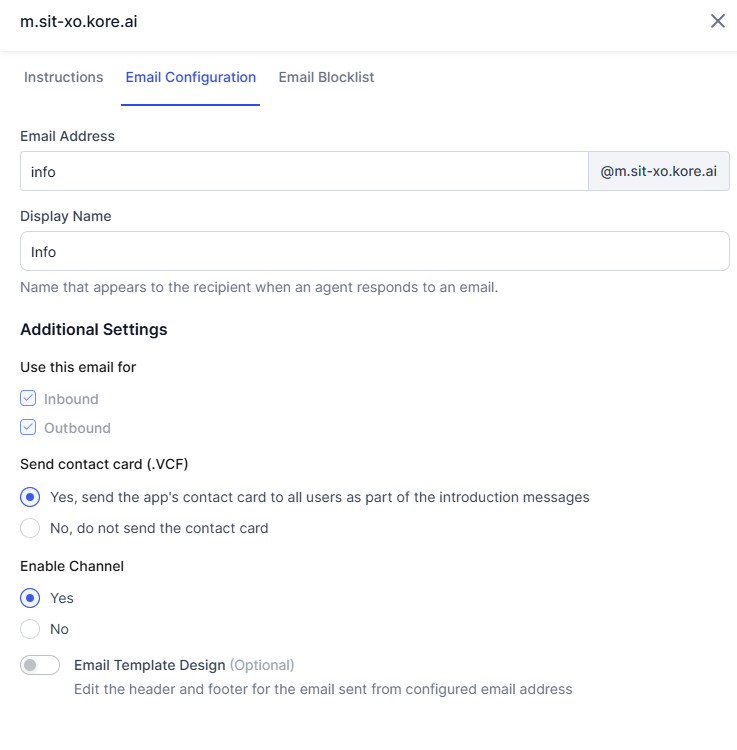 m.sit-xo.kore.ai
Instructions Email Configuration Email Blocklist
Email Address
info @m.sit-xo.kore.ai
Display Name
Info
Name that appears to the recipient when an agent responds to an email.
Additional Settings
Use this email for
Inbound
Outbound
Send contact card (.VCF)
Yes, send the app's contact card to all users as part of the introduction messages
No, do not send the contact card
Enable Channel
Yes
No
Email Template Design (Optional)
Edit the header and footer for the email sent from configured email address